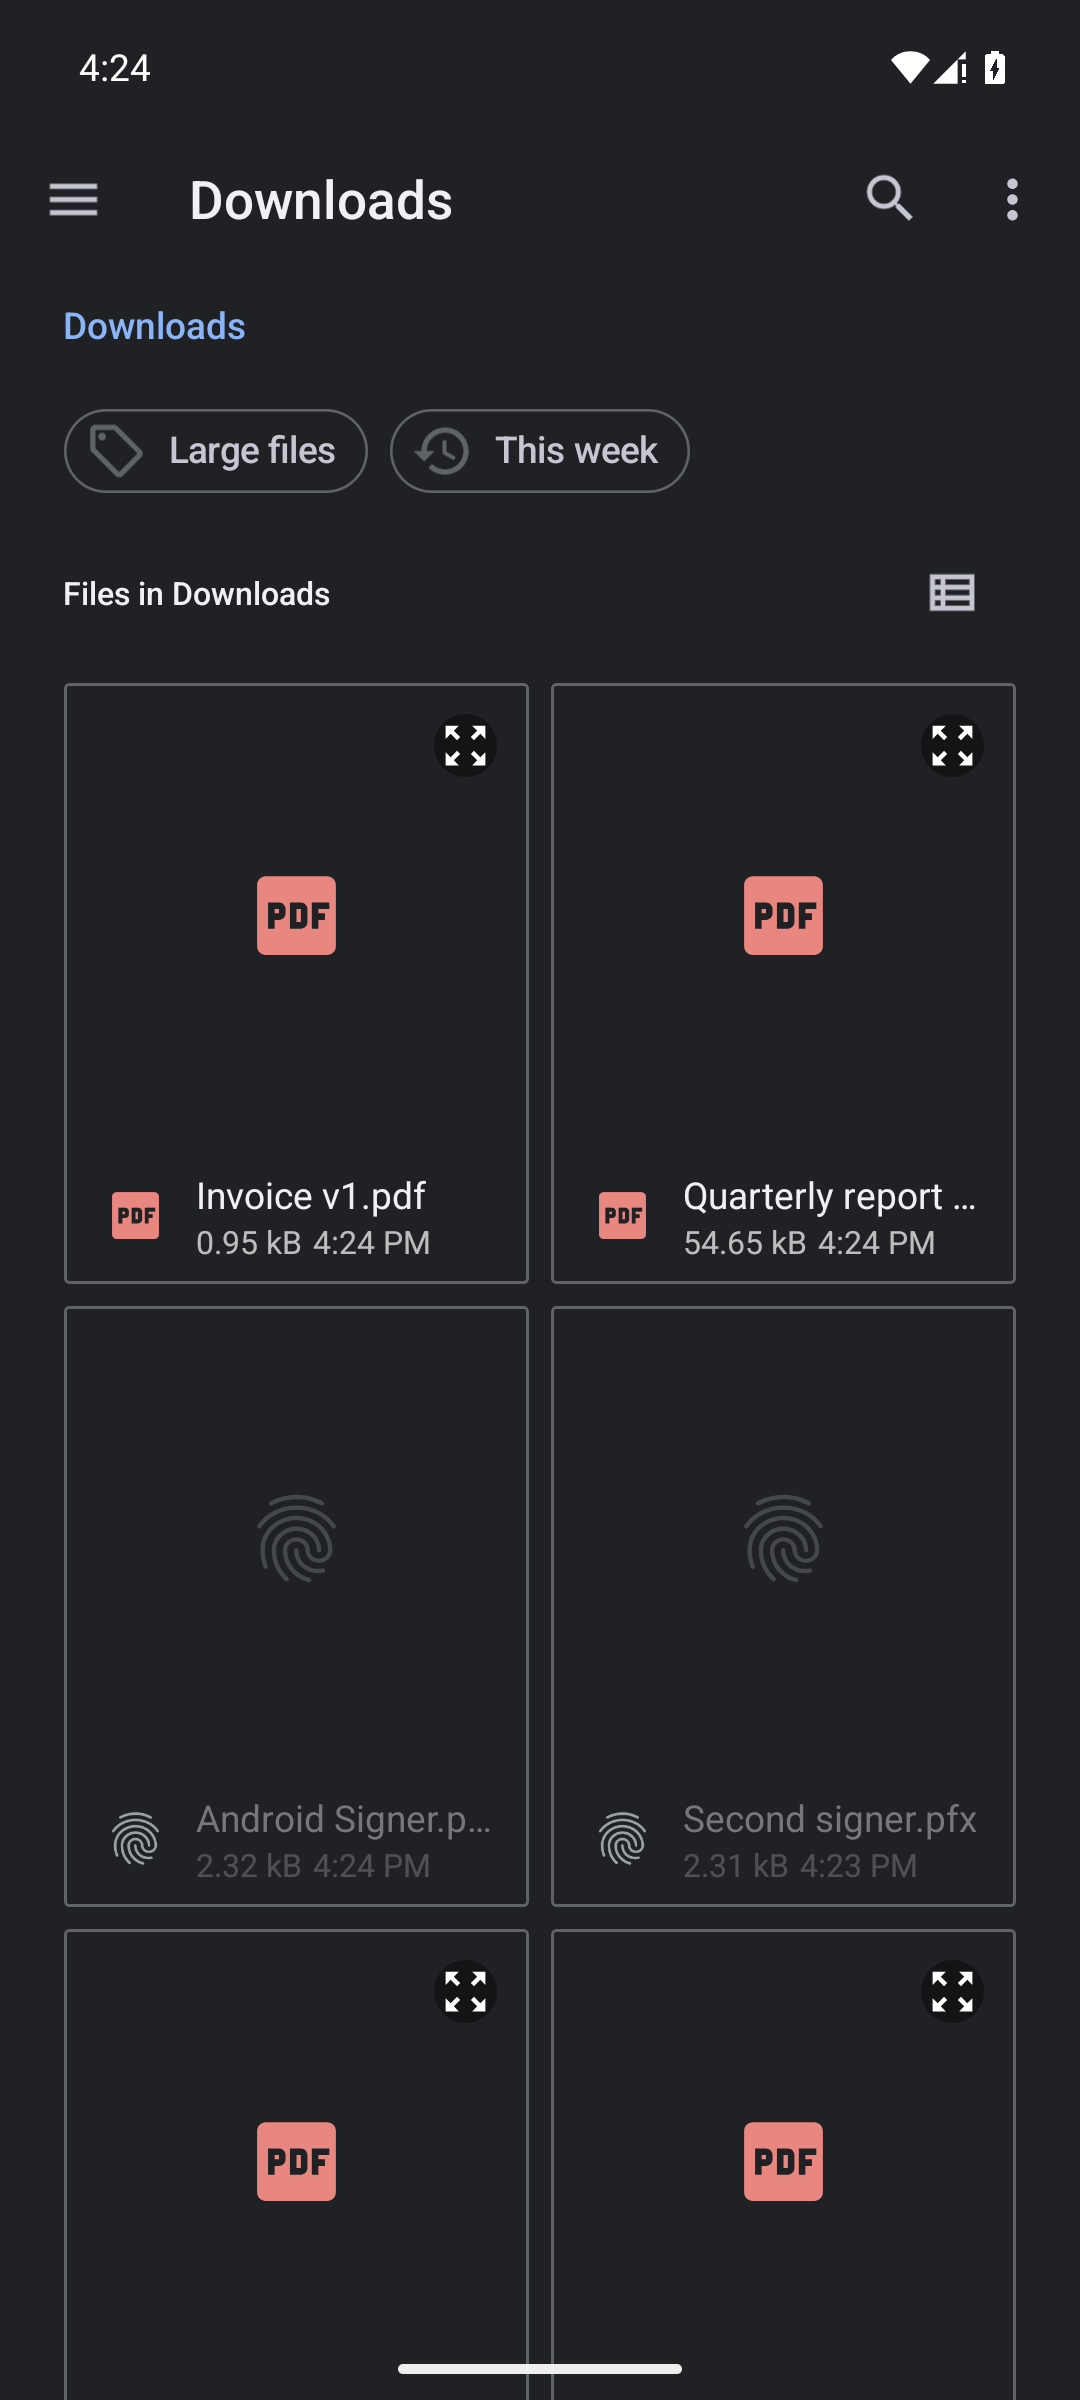 4:24
Downloads
Downloads
Large files
This week
Files in Downloads
PDF
PDF
PDF
Invoice v1.pdf
0.95 kB 4:24 PM
PDF
Quarterly report ...
54.65 kB 4:24 PM
Android Signer.p...
2.32 kB 4:24 PM
Second signer.pfx
2.31 kB 4:23 PM
PDF
PDF